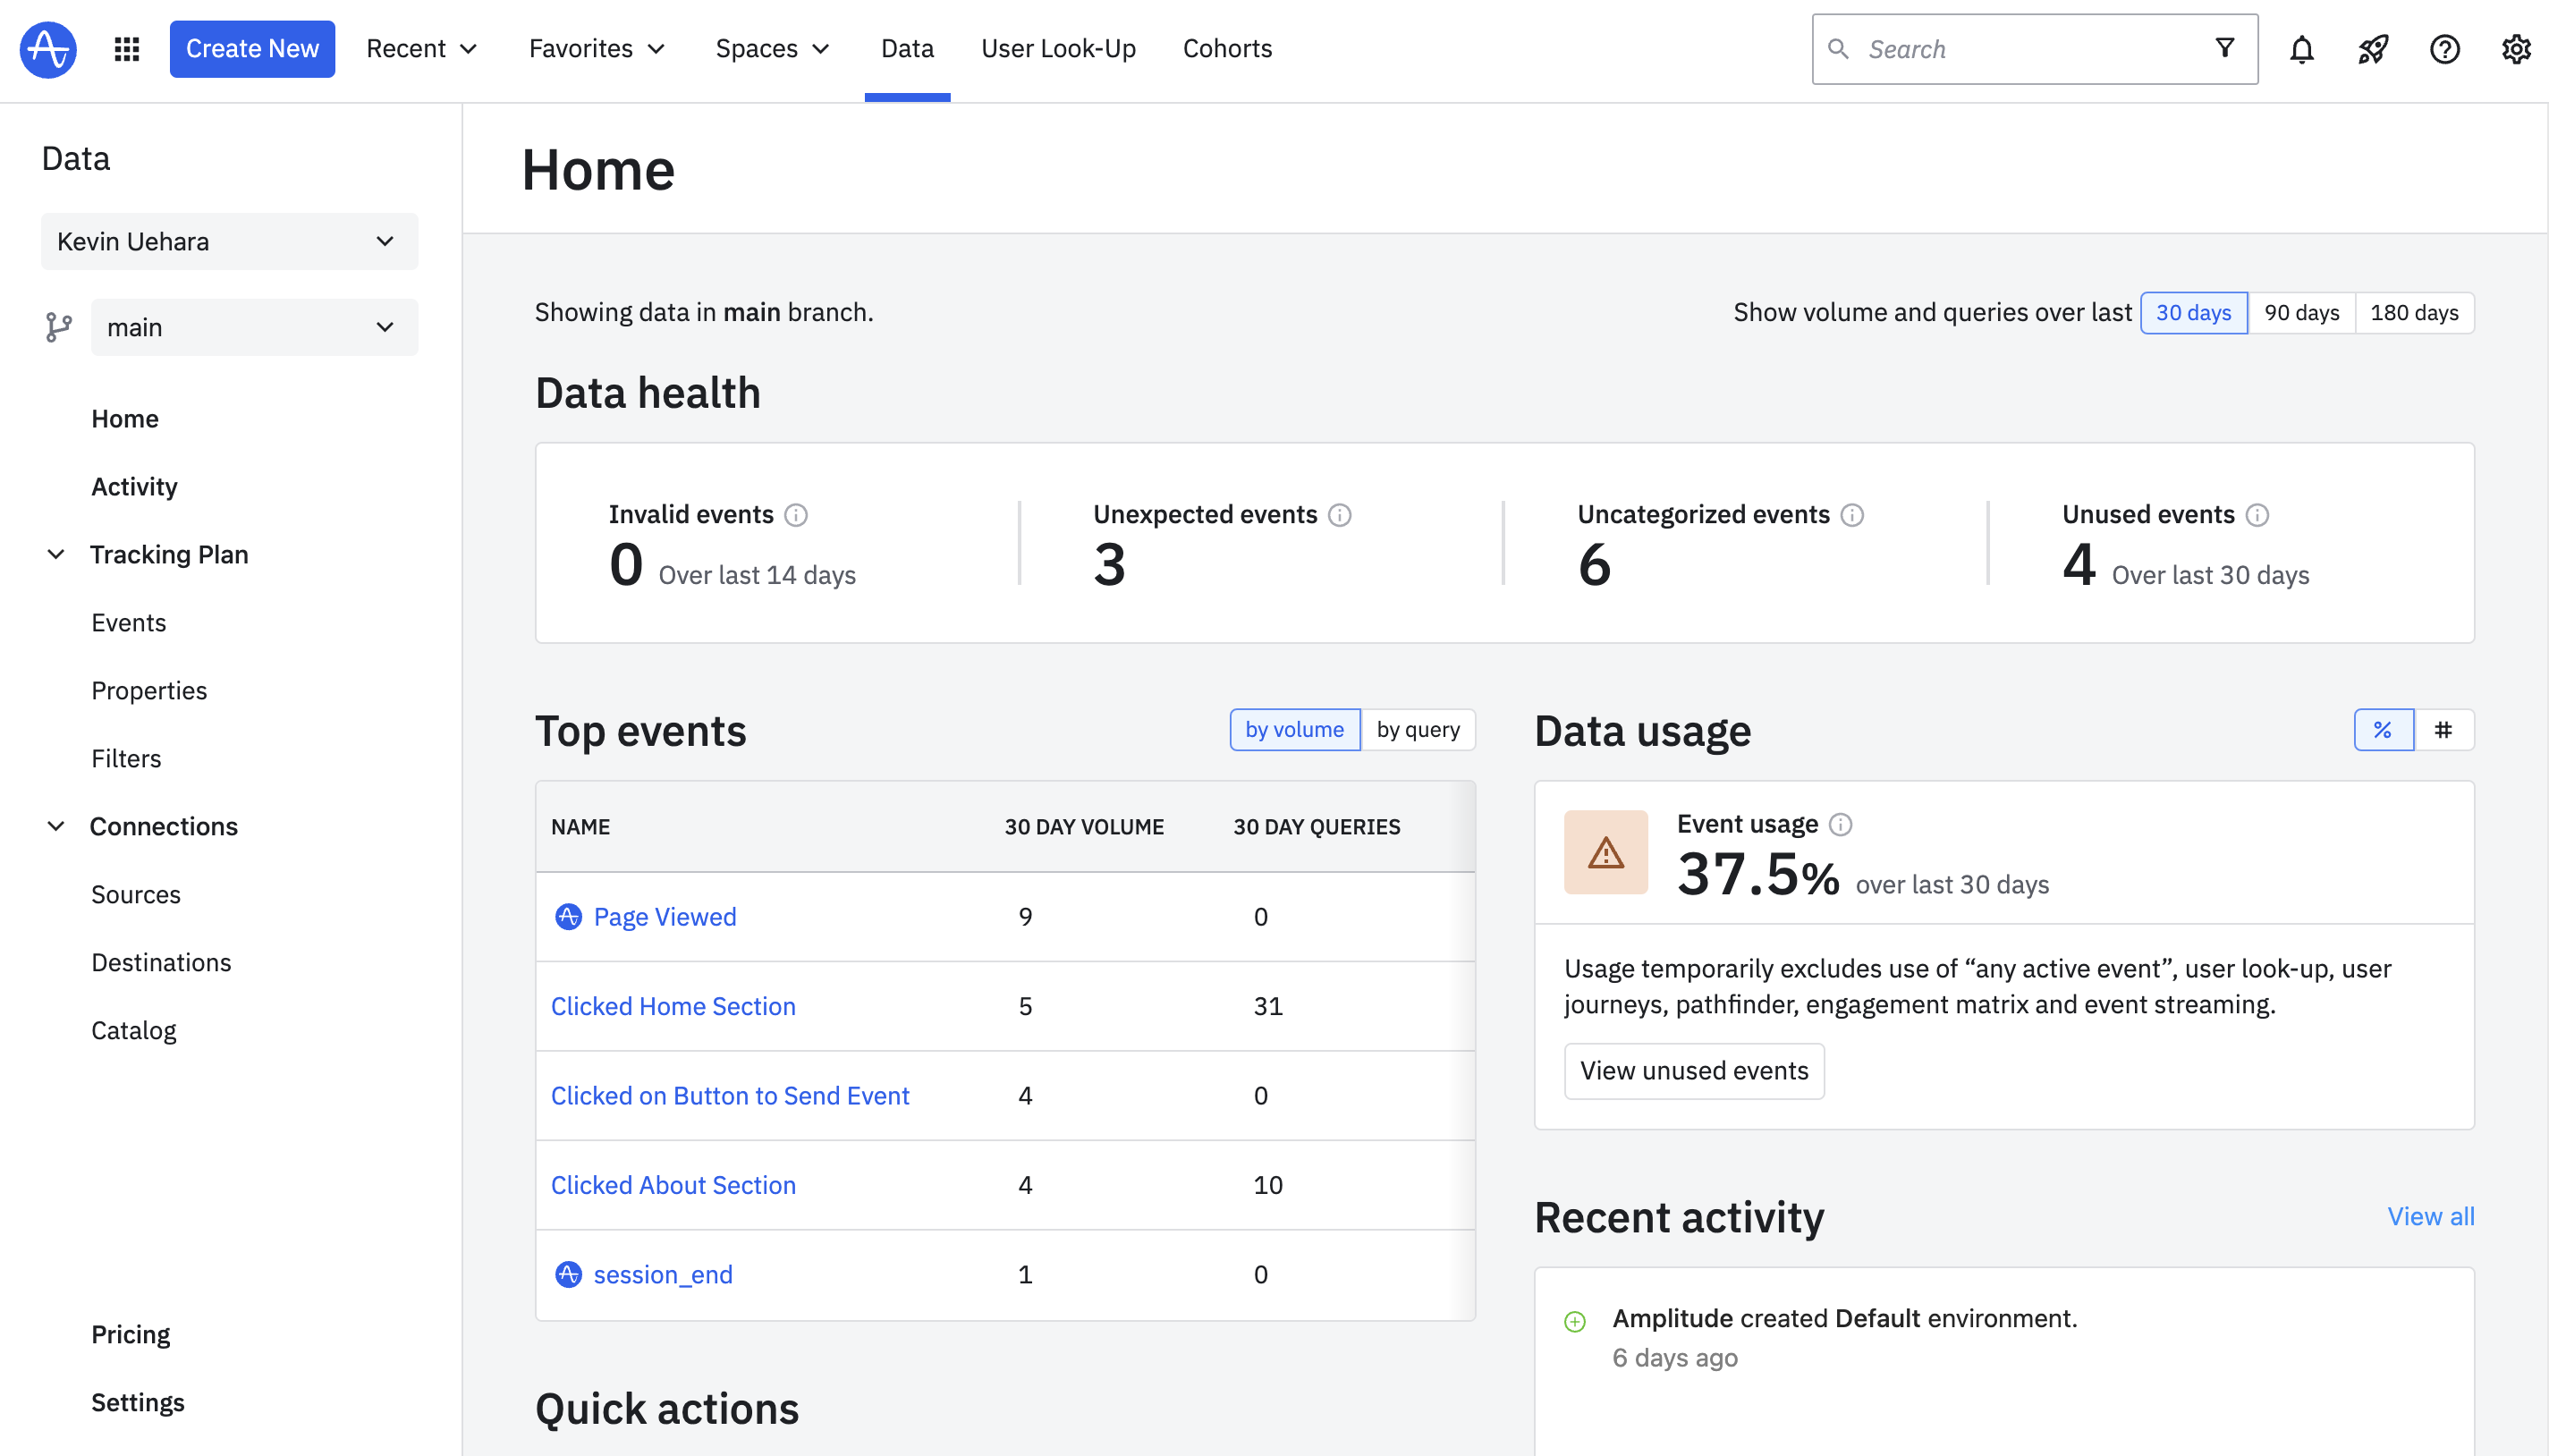 Create New
Recent
Favorites
Spaces
Data
User Look-Up
Cohorts
Search
Data
Kevin Uehara
main
Home
Activity
Tracking Plan
Events
Properties
Filters
Connections
Sources
Destinations
Catalog
Pricing
Settings
Home
Showing data in main branch.
Show volume and queries over last
30 days
90 days
180 days
Data health
Invalid events
0 Over last 14 days
Unexpected events
3
Uncategorized events
6
Unused events
4 Over last 30 days
Top events
by volume
by query
NAME 30 DAY VOLUME 30 DAY QUERIES
Page Viewed 9 0
Clicked Home Section 5 31
Clicked on Button to Send Event 4 0
Clicked About Section 4 10
session_end 1 0
Quick actions
Data usage
%
#
Event usage
37.5% over last 30 days
Usage temporarily excludes use of “any active event”, user look-up, user
journeys, pathfinder, engagement matrix and event streaming.
View unused events
Recent activity
View all
Amplitude created Default environment.
6 days ago